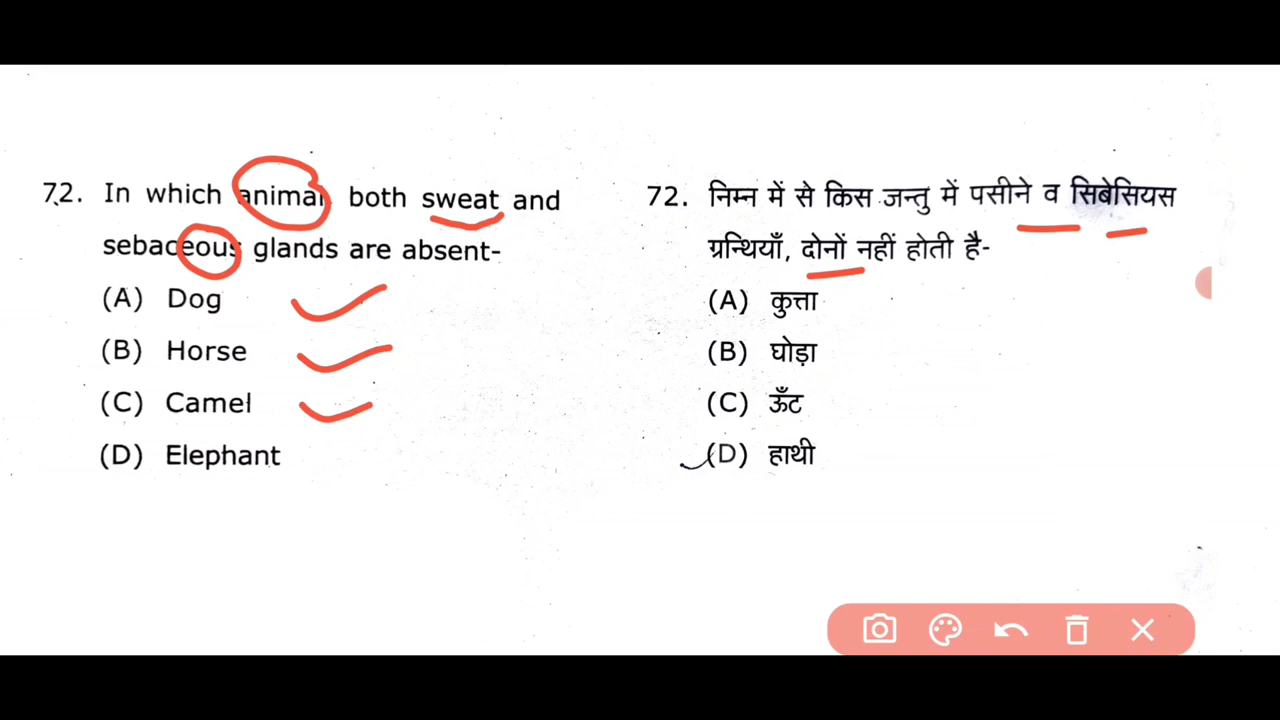 72. In which animal both sweat and
sebaceous glands are absent-
(A) Dog
(B) Horse
(C) Camel
(D) Elephant
72. निम्न में से किस जन्तु में पसीने व सिबेसियस
ग्रन्थियाँ, दोनों नहीं होती है-
(A) कुत्ता
(B) घोड़ा
(C) ऊँट
(D) हाथी